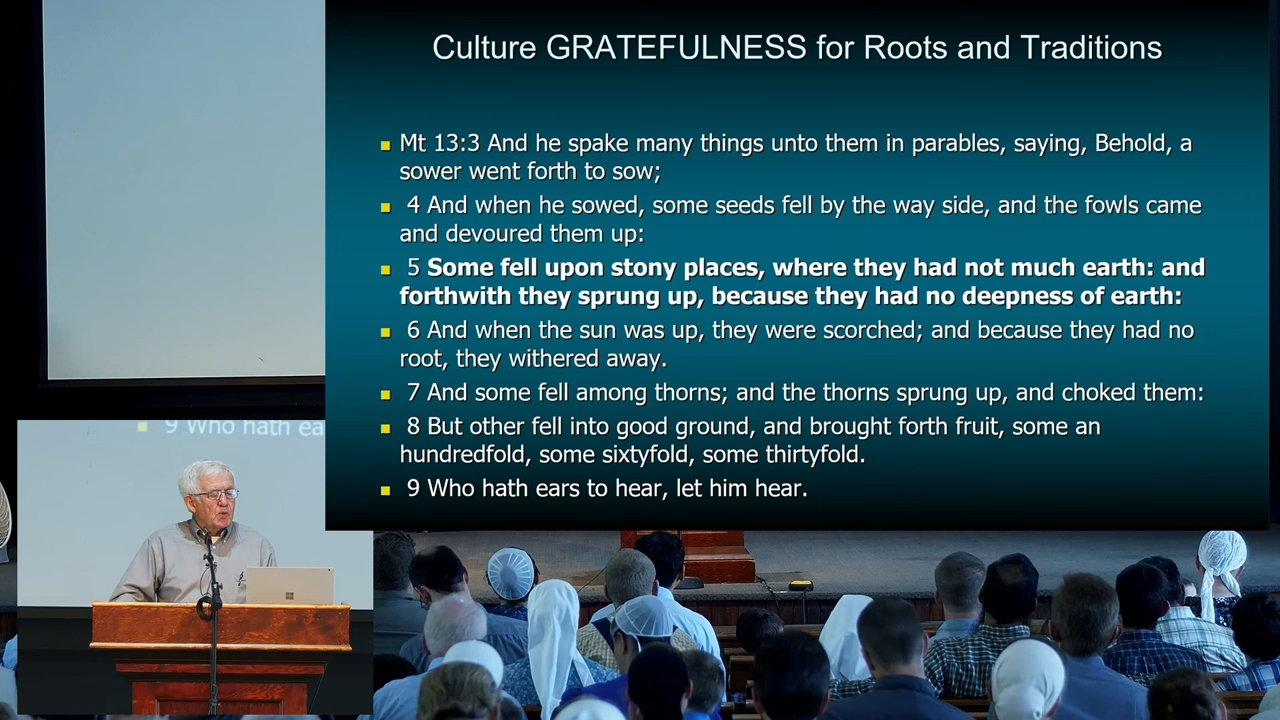 Culture GRATEFULNESS for Roots and Traditions
Mt 13:3 And he spake many things unto them in parables, saying, Behold, a
sower went forth to sow;
4 And when he sowed, some seeds fell by the way side, and the fowls came
and devoured them up:
5 Some fell upon stony places, where they had not much earth: and
forthwith they sprung up, because they had no deepness of earth:
6 And when the sun was up, they were scorched; and because they had no
root, they withered away.
7 And some fell among thorns; and the thorns sprung up, and choked them:
8 But other fell into good ground, and brought forth fruit, some an
hundredfold, some sixtyfold, some thirtyfold.
9 Who hath ears to hear, let him hear.
9 Who hath ea